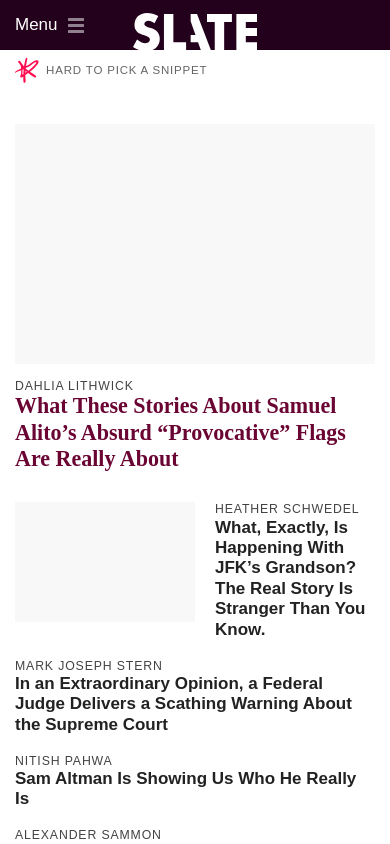 Menu
SLATE
HARD TO PICK A SNIPPET
DAHLIA LITHWICK
What These Stories About Samuel
Alito’s Absurd “Provocative” Flags
Are Really About
HEATHER SCHWEDEL
What, Exactly, Is
Happening With
JFK’s Grandson?
The Real Story Is
Stranger Than You
Know.
MARK JOSEPH STERN
In an Extraordinary Opinion, a Federal
Judge Delivers a Scathing Warning About
the Supreme Court
NITISH PAHWA
Sam Altman Is Showing Us Who He Really
Is
ALEXANDER SAMMON